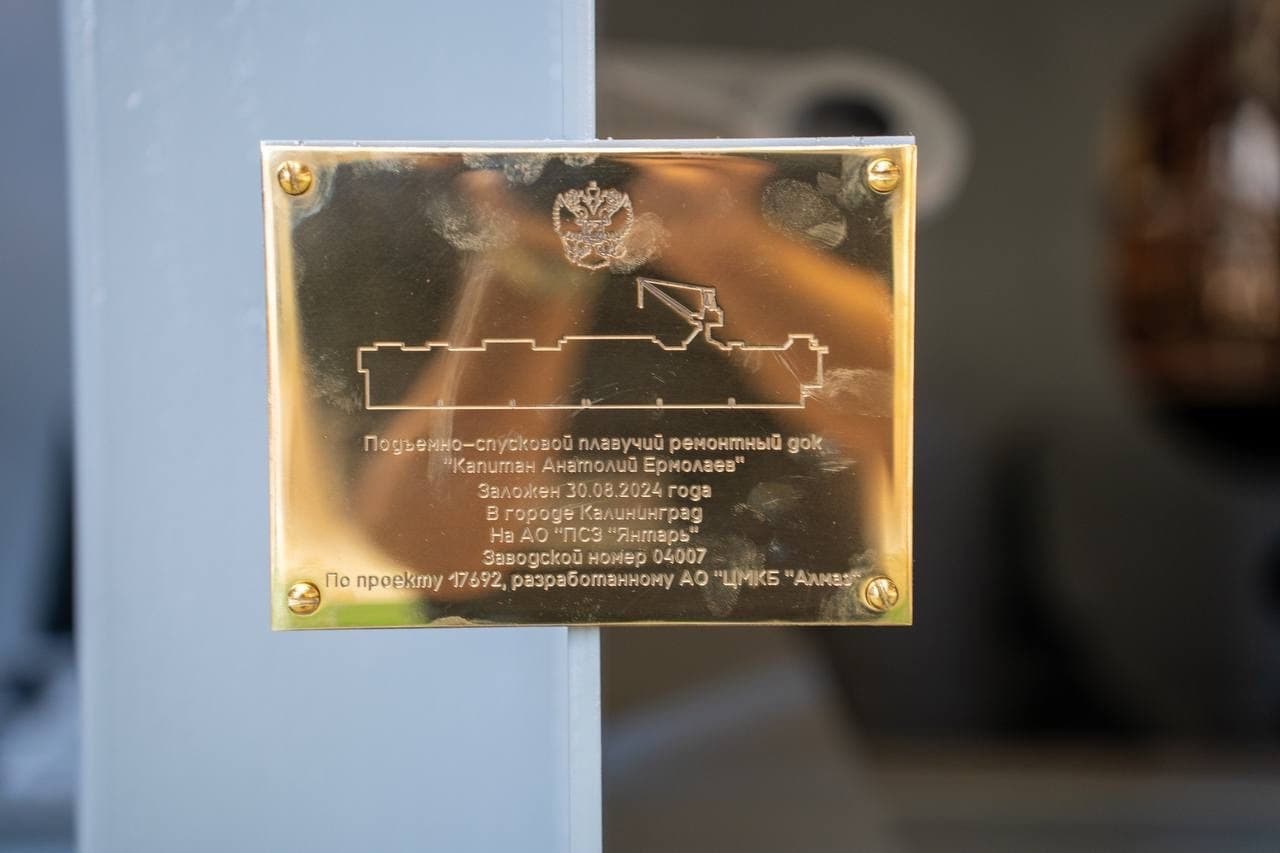 Подъемно-спусковой плавучий ремонтный док
"Капитан Анатолий Ермолаев"
Заложен 30.08.2024 года
В городе Калининград
На АО "ПСЗ "Янтарь"
Заводской номер 04007
По проекту 17692, разработанному АО "ЦМКБ "Алмаз"